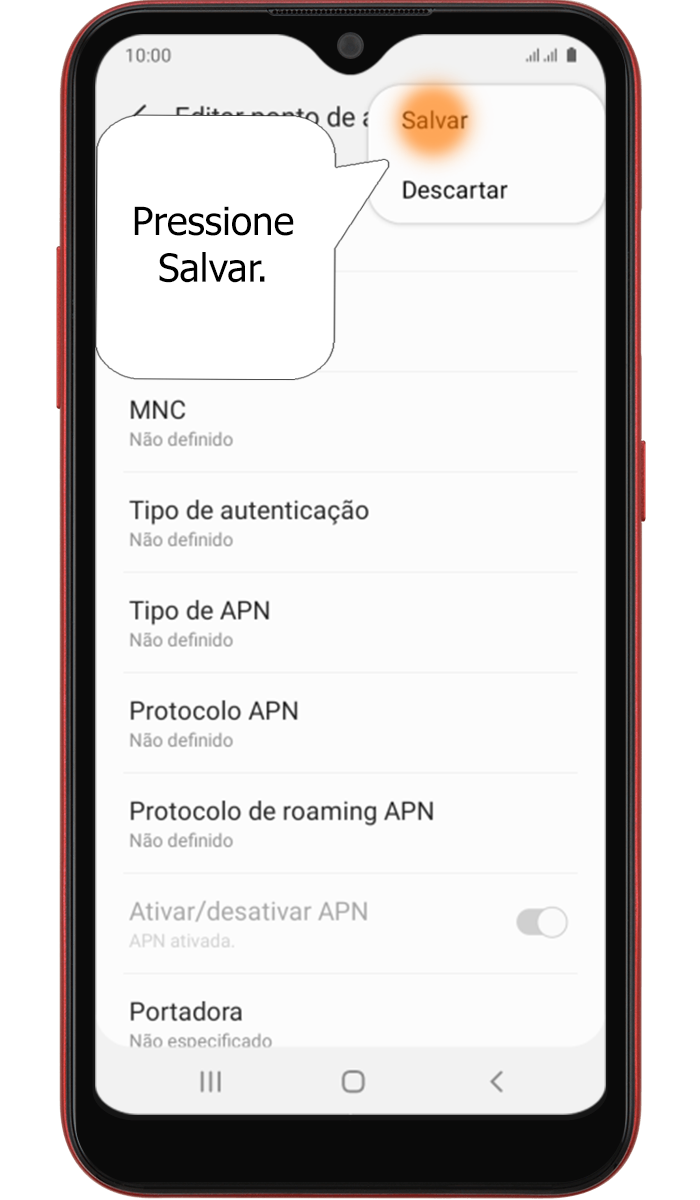 10:00
Editar ponto de a
Salvar
Descartar
Pressione
Salvar.
MNC
Não definido
Tipo de autenticação
Não definido
Tipo de APN
Não definido
Protocolo APN
Não definido
Protocolo de roaming APN
Não definido
Ativar/desativar APN
APN ativada.
Portadora
Não especificado